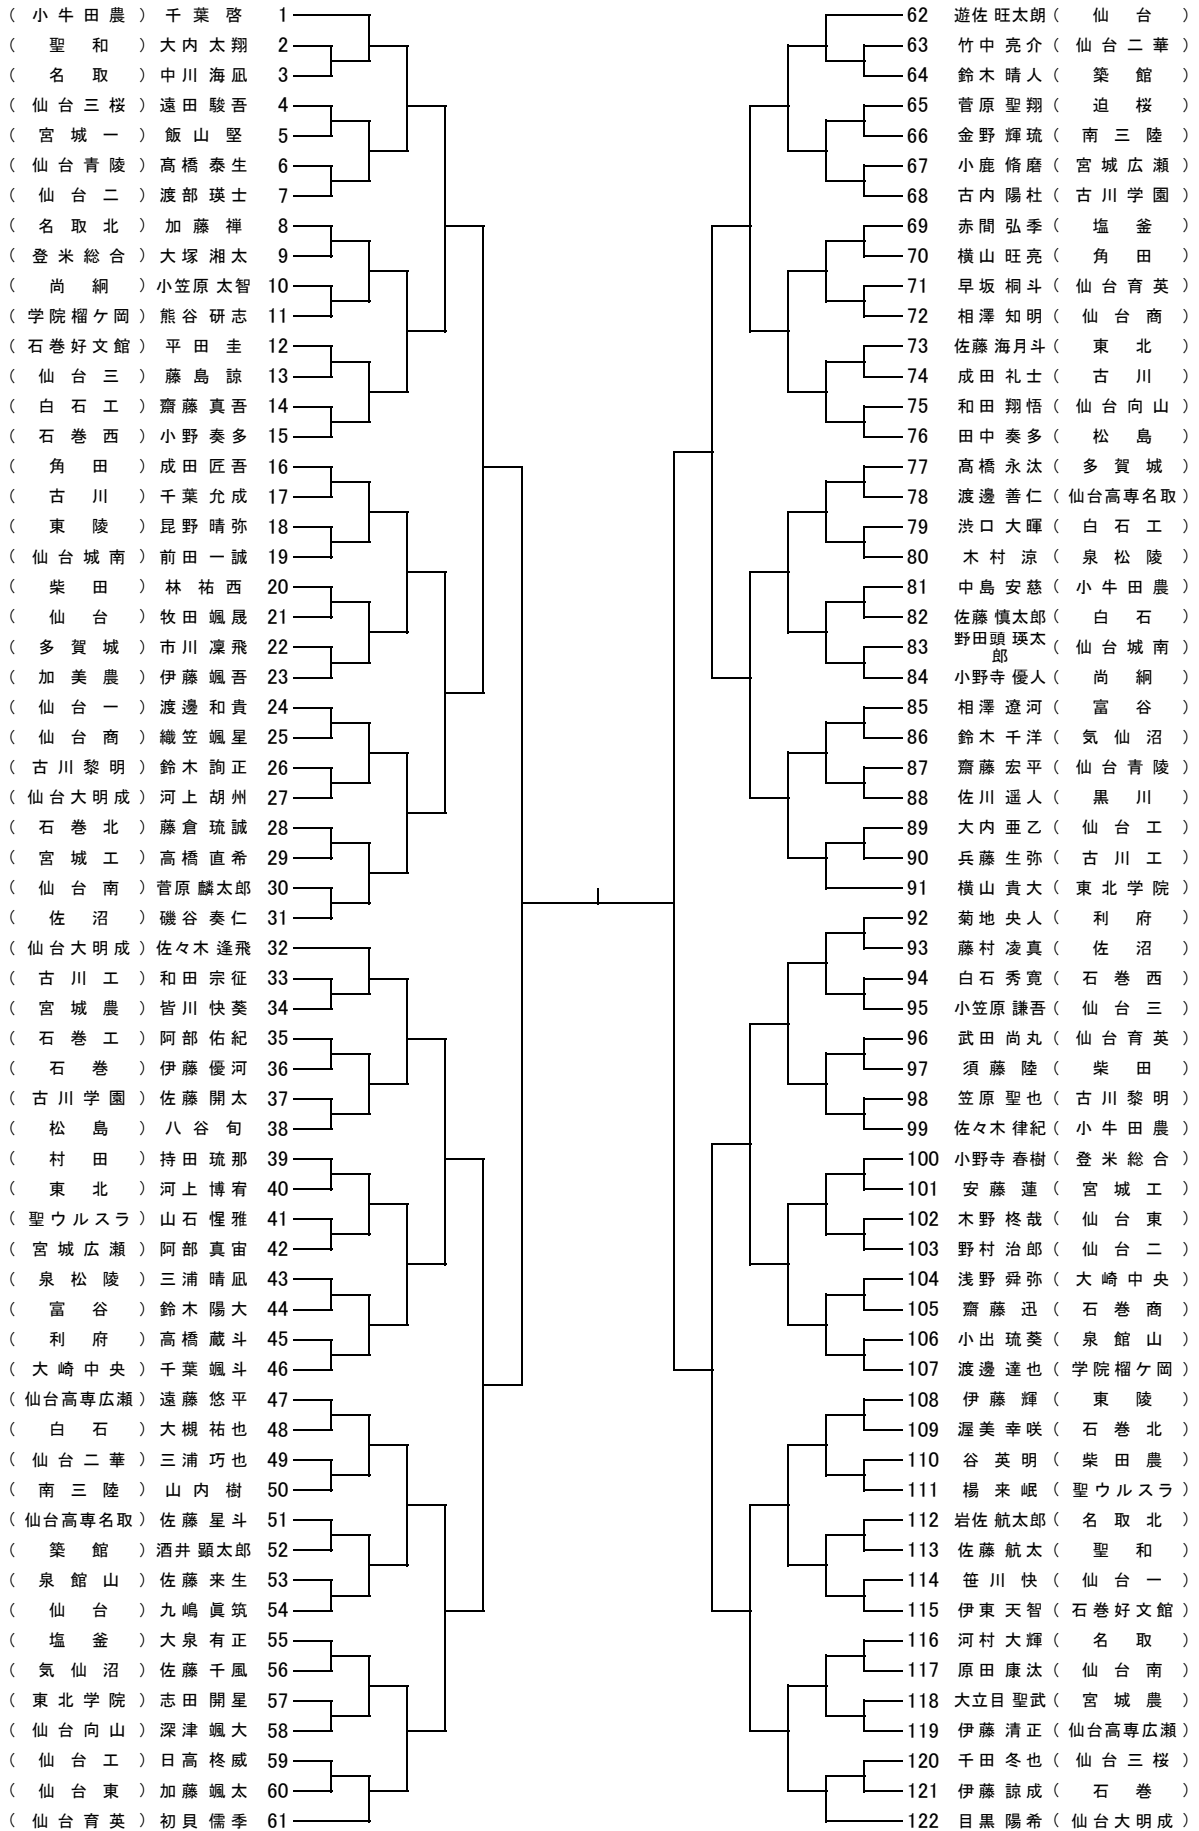 ( 小牛田農 ) 千葉 啓 1
( 聖和 ) 大内 太翔 2
( 名取 ) 中川 海凪 3
( 仙台三桜 ) 遠田 駿吾 4
( 宮城一 ) 飯山 堅 5
( 仙台青陵 ) 髙橋 泰生 6
( 仙台二 ) 渡部 瑛士 7
( 名取北 ) 加藤 禅 8
( 登米総合 ) 大塚 湘太 9
( 尚絅 ) 小笠原 太智 10
( 学院榴ケ岡 ) 熊谷 研志 11
( 石巻好文館 ) 平田 圭 12
( 仙台三 ) 藤島 諒 13
( 白石工 ) 齋藤 真吾 14
( 石巻西 ) 小野 奏多 15
( 角田 ) 成田 匠吾 16
( 古川 ) 千葉 允成 17
( 東陵 ) 昆野 晴弥 18
( 仙台城南 ) 前田 一誠 19
( 柴田 ) 林 祐西 20
( 仙台 ) 牧田 颯晟 21
( 多賀城 ) 市川 凜飛 22
( 加美農 ) 伊藤 颯吾 23
( 仙台一 ) 渡邊 和貴 24
( 仙台商 ) 織笠 颯星 25
( 古川黎明 ) 鈴木 詢正 26
( 仙台大明成 ) 河上 胡州 27
( 石巻北 ) 藤倉 琉誠 28
( 宮城工 ) 高橋 直希 29
( 仙台南 ) 菅原 麟太郎 30
( 佐沼 ) 磯谷 奏仁 31
( 仙台大明成 ) 佐々木 逢飛 32
( 古川工 ) 和田 宗征 33
( 宮城農 ) 皆川 快葵 34
( 石巻工 ) 阿部 佑紀 35
( 石巻 ) 伊藤 優河 36
( 古川学園 ) 佐藤 開太 37
( 松島 ) 八谷 旬 38
( 村田 ) 持田 琉那 39
( 東北 ) 河上 博宥 40
( 聖ウルスラ ) 山石 惺雅 41
( 宮城広瀬 ) 阿部 真宙 42
( 泉松陵 ) 三浦 晴凪 43
( 富谷 ) 鈴木 陽大 44
( 利府 ) 高橋 蔵斗 45
( 大崎中央 ) 千葉 颯斗 46
( 仙台高専広瀬 ) 遠藤 悠平 47
( 白石 ) 大槻 祐也 48
( 仙台二華 ) 三浦 巧也 49
( 南三陸 ) 山内 樹 50
( 仙台高専名取 ) 佐藤 星斗 51
( 築館 ) 酒井 顕太郎 52
( 泉館山 ) 佐藤 来生 53
( 仙台 ) 九嶋 眞筑 54
( 塩釜 ) 大泉 有正 55
( 気仙沼 ) 佐藤 千風 56
( 東北学院 ) 志田 開星 57
( 仙台向山 ) 深津 颯大 58
( 仙台工 ) 日高 柊威 59
( 仙台東 ) 加藤 颯太 60
( 仙台育英 ) 初貝 儒季 61
62 遊佐 旺太朗 ( 仙台 )
63 竹中 亮介 ( 仙台二華 )
64 鈴木 晴人 ( 築館 )
65 菅原 聖翔 ( 迫桜 )
66 金野 輝琉 ( 南三陸 )
67 小鹿 脩磨 ( 宮城広瀬 )
68 古内 陽杜 ( 古川学園 )
69 赤間 弘季 ( 塩釜 )
70 横山 旺亮 ( 角田 )
71 早坂 桐斗 ( 仙台育英 )
72 相澤 知明 ( 仙台商 )
73 佐藤 海月斗 ( 東北 )
74 成田 礼士 ( 古川 )
75 和田 翔悟 ( 仙台向山 )
76 田中 奏多 ( 松島 )
77 髙橋 永汰 ( 多賀城 )
78 渡邊 善仁 ( 仙台高専名取 )
79 渋口 大暉 ( 白石工 )
80 木村 涼 ( 泉松陵 )
81 中島 安慈 ( 小牛田農 )
82 佐藤 慎太郎 ( 白石 )
83 野田頭 瑛太郎 ( 仙台城南 )
84 小野寺 優人 ( 尚絅 )
85 相澤 遼河 ( 富谷 )
86 鈴木 千洋 ( 気仙沼 )
87 齋藤 宏平 ( 仙台青陵 )
88 佐川 遥人 ( 黒川 )
89 大内 亜乙 ( 仙台工 )
90 兵藤 生弥 ( 古川工 )
91 横山 貴大 ( 東北学院 )
92 菊地 央人 ( 利府 )
93 藤村 凌真 ( 佐沼 )
94 白石 秀寛 ( 石巻西 )
95 小笠原 謙吾 ( 仙台三 )
96 武田 尚丸 ( 仙台育英 )
97 須藤 陸 ( 柴田 )
98 笠原 聖也 ( 古川黎明 )
99 佐々木 律紀 ( 小牛田農 )
100 小野寺 春樹 ( 登米総合 )
101 安藤 蓮 ( 宮城工 )
102 木野 柊哉 ( 仙台東 )
103 野村 治郎 ( 仙台二 )
104 浅野 舜弥 ( 大崎中央 )
105 齋藤 迅 ( 石巻商 )
106 小出 琉葵 ( 泉館山 )
107 渡邊 達也 ( 学院榴ケ岡 )
108 伊藤 輝 ( 東陵 )
109 渥美 幸咲 ( 石巻北 )
110 谷 英明 ( 柴田農 )
111 楊 来岷 ( 聖ウルスラ )
112 岩佐 航太郎 ( 名取北 )
113 佐藤 航太 ( 聖和 )
114 笹川 快 ( 仙台一 )
115 伊東 天智 ( 石巻好文館 )
116 河村 大輝 ( 名取 )
117 原田 康汰 ( 仙台南 )
118 大立目 聖武 ( 宮城農 )
119 伊藤 清正 ( 仙台高専広瀬 )
120 千田 冬也 ( 仙台三桜 )
121 伊藤 諒成 ( 石巻 )
122 目黒 陽希 ( 仙台大明成 )